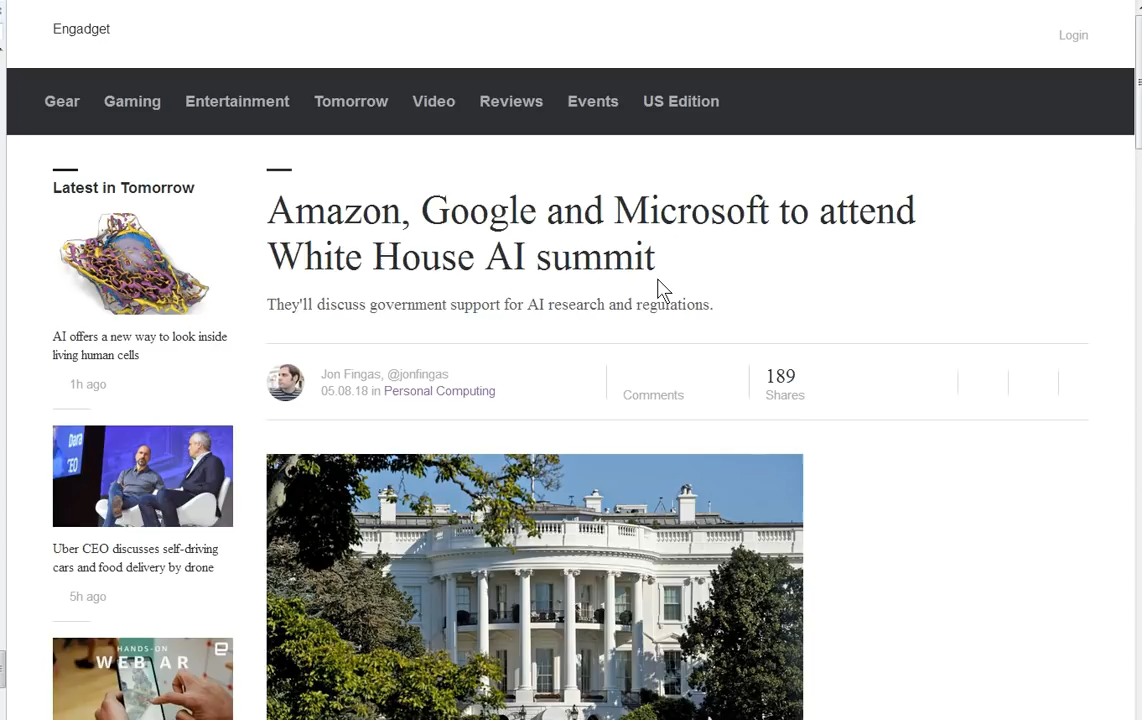 Engadget
Login
Gear Gaming Entertainment Tomorrow Video Reviews Events US Edition
Latest in Tomorrow
AI offers a new way to look inside
living human cells
1h ago
Dara
CEO
Uber CEO discusses self-driving
cars and food delivery by drone
5h ago
HANDS-ON
WEB AR
Amazon, Google and Microsoft to attend
White House AI summit
They'll discuss government support for AI research and regulations.
Jon Fingas, @jonfingas
05.08.18 in Personal Computing
Comments
189
Shares